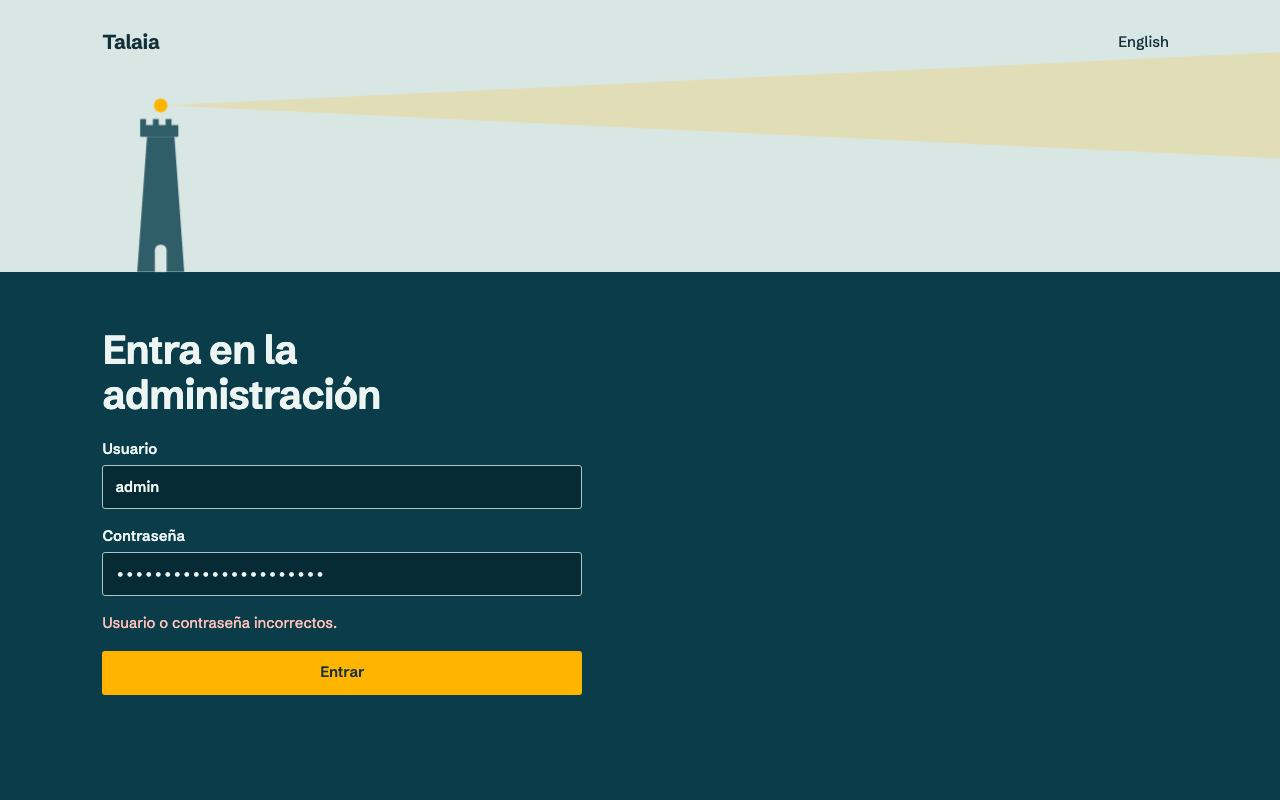 Talaia
English
Entra en la
administración
Usuario
admin
Contraseña
••••••••••••••••••••••
Usuario o contraseña incorrectos.
Entrar